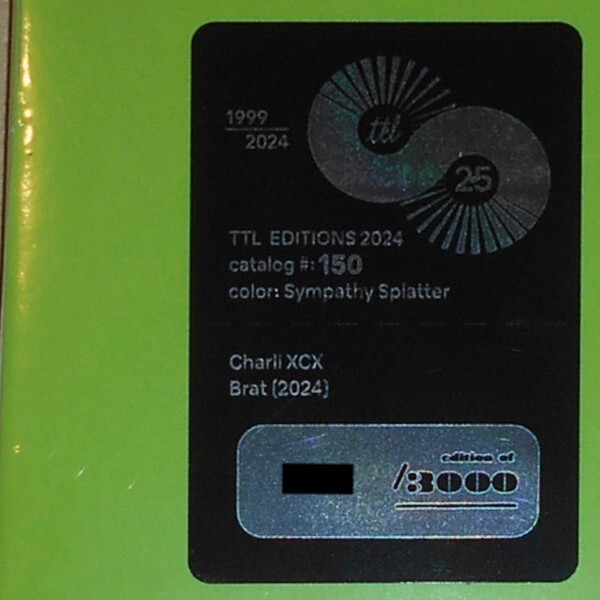 1999
2024
ttl
25
TTL EDITIONS 2024
catalog #: 150
color: Sympathy Splatter
Charli XCX
Brat (2024)
edition of
/3000